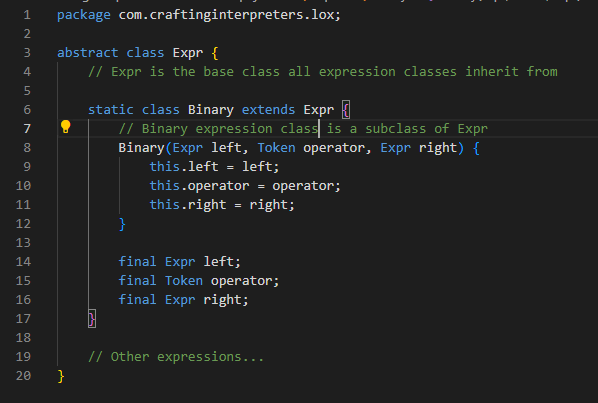 1 package com.craftinginterpreters.lox;
2
3 abstract class Expr {
4     // Expr is the base class all expression classes inherit from
5
6     static class Binary extends Expr {
7         // Binary expression class is a subclass of Expr
8         Binary(Expr left, Token operator, Expr right) {
9             this.left = left;
10             this.operator = operator;
11             this.right = right;
12         }
13
14         final Expr left;
15         final Token operator;
16         final Expr right;
17     }
18
19     // Other expressions...
20 }